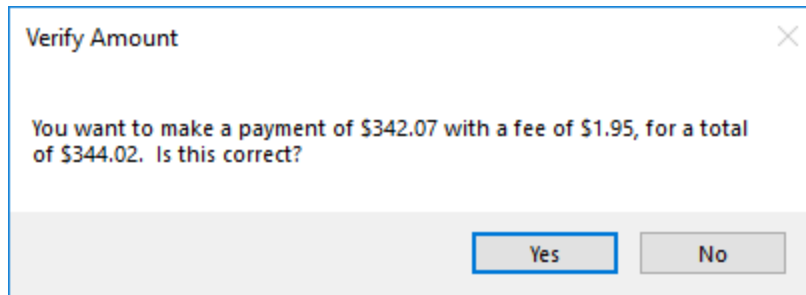 Verify Amount
You want to make a payment of $342.07 with a fee of $1.95, for a total
of $344.02.  Is this correct?
Yes
No